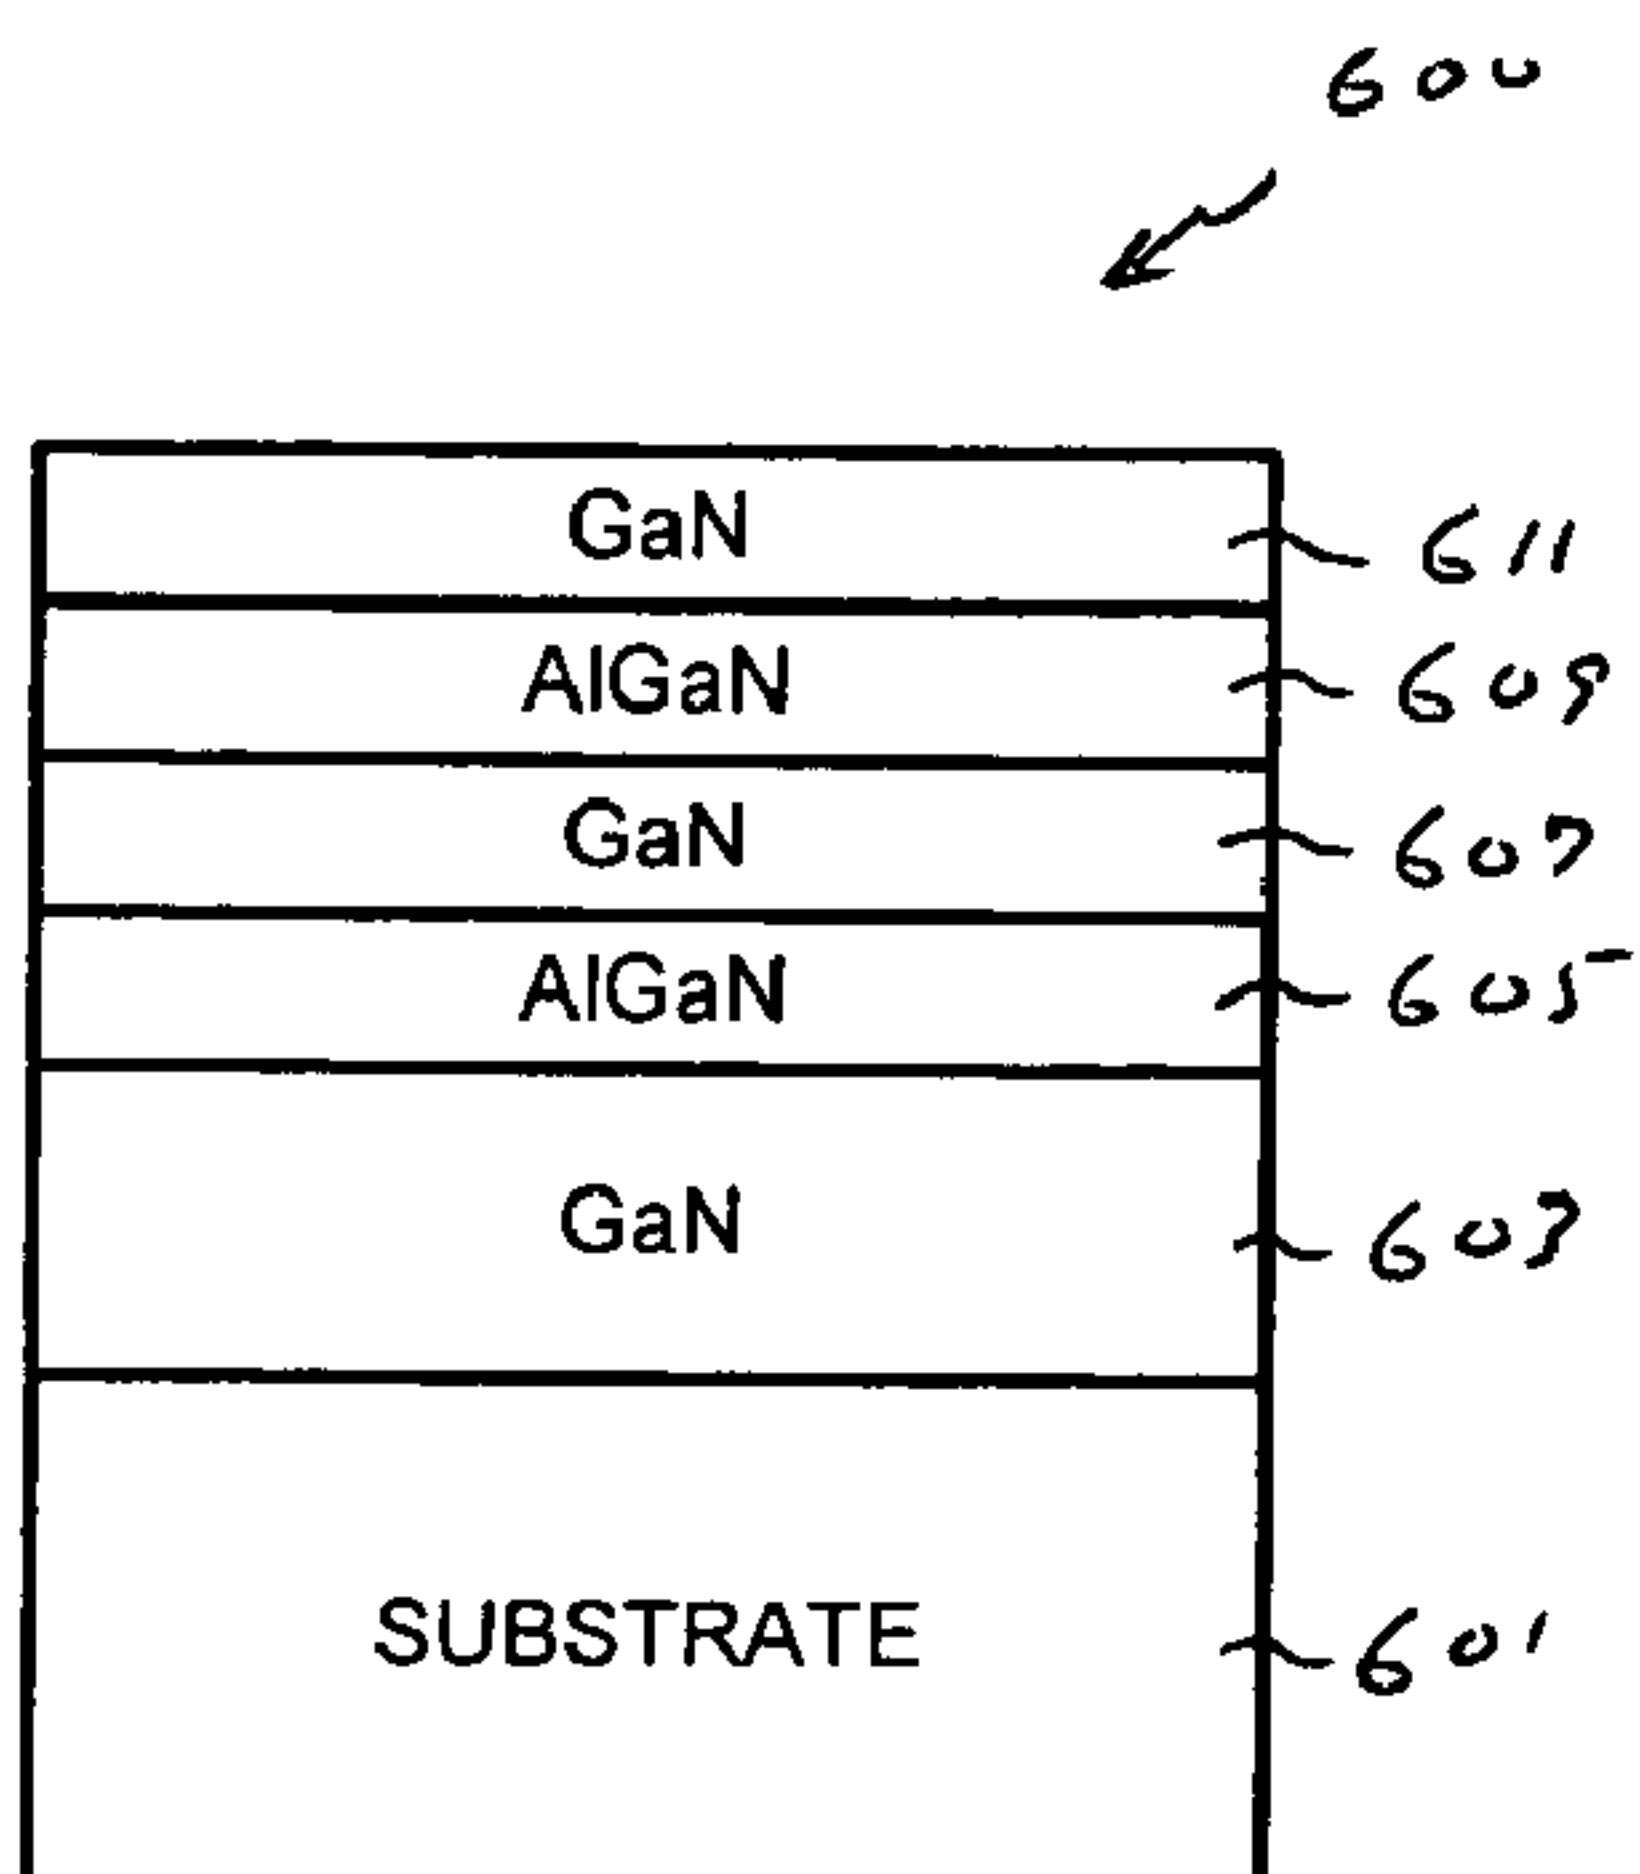 600
GaN 611
AlGaN 609
GaN 607
AlGaN 605
GaN 603
SUBSTRATE 601